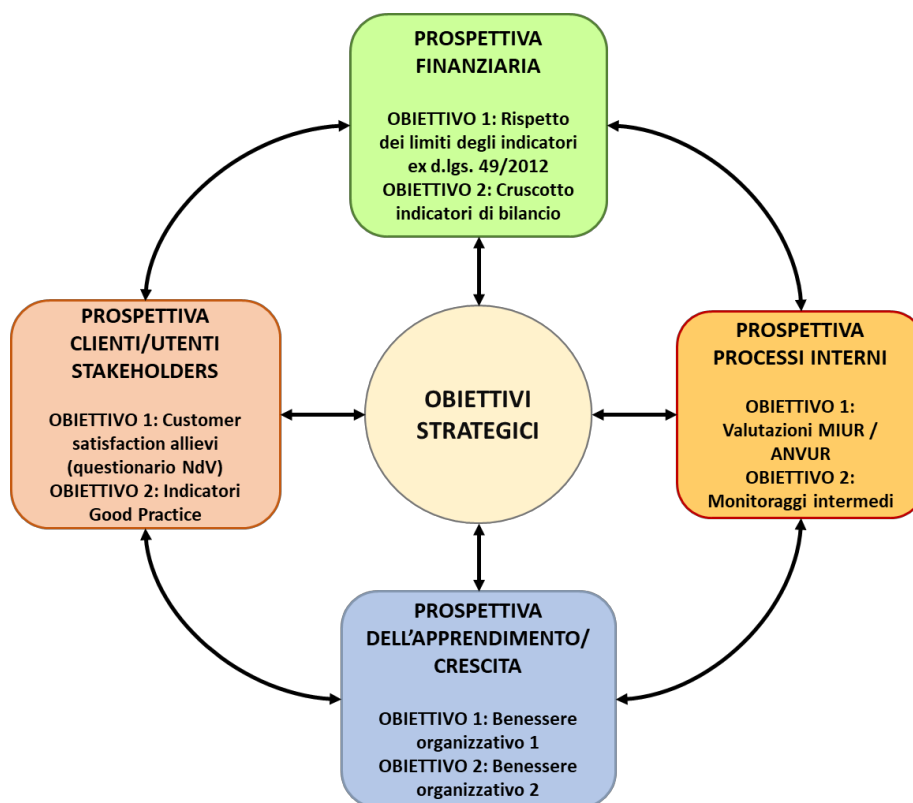 PROSPETTIVA
FINANZIARIA
OBIETTIVO 1: Rispetto
dei limiti degli indicatori
ex d.lgs. 49/2012
OBIETTIVO 2: Cruscotto
indicatori di bilancio
PROSPETTIVA
CLIENTI/UTENTI
STAKEHOLDERS
OBIETTIVO 1: Customer
satisfaction allievi
(questionario NdV)
OBIETTIVO 2: Indicatori
Good Practice
OBIETTIVI
STRATEGICI
PROSPETTIVA
PROCESSI INTERNI
OBIETTIVO 1:
Valutazioni MIUR /
ANVUR
OBIETTIVO 2:
Monitoraggi intermedi
PROSPETTIVA
DELL’APPRENDIMENTO/
CRESCITA
OBIETTIVO 1: Benessere
organizzativo 1
OBIETTIVO 2: Benessere
organizzativo 2